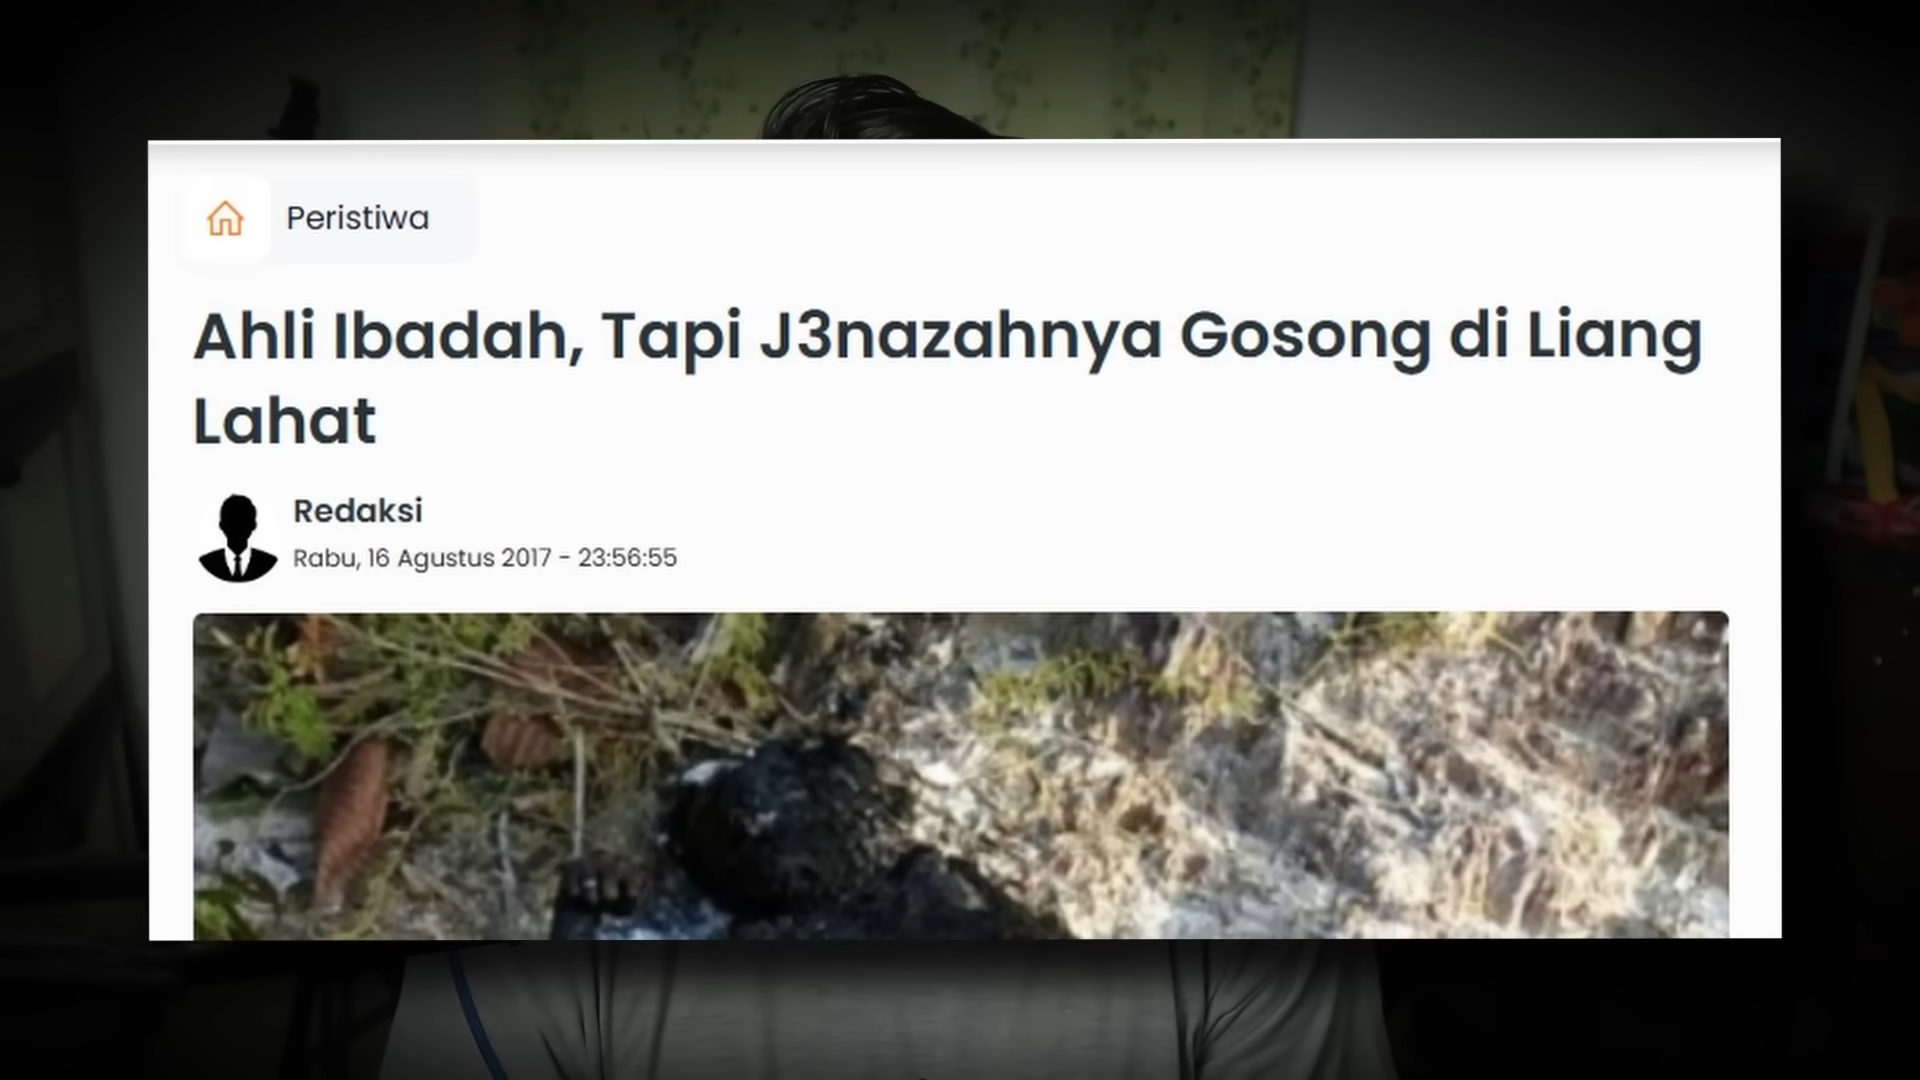 Peristiwa
Ahli Ibadah, Tapi J3nazahnya Gosong di Liang
Lahat
Redaksi
Rabu, 16 Agustus 2017 - 23:56:55